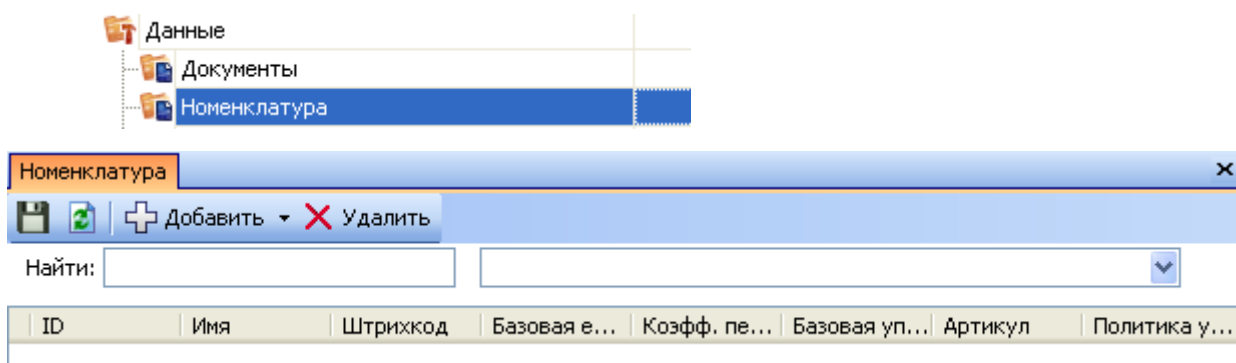 Данные
Документы
Номенклатура
Номенклатура
Добавить Удалить
Найти:
ID Имя Штрихкод Базовая е... Коэфф. пе... Базовая уп... Артикул Политика у...